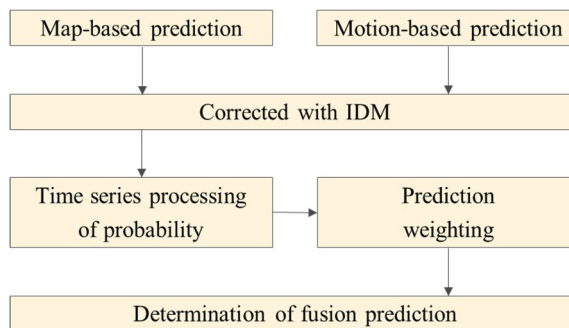 Map-based prediction
Motion-based prediction
Corrected with IDM
Time series processing
of probability
Prediction
weighting
Determination of fusion prediction